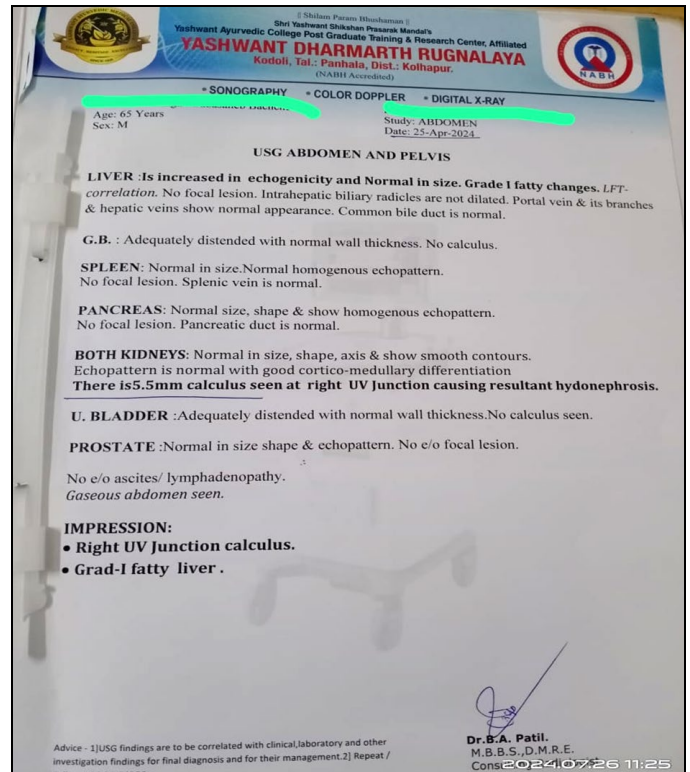 || Shilam Param Bhushanam ||
Shri Yashwant Shikshan Prasarak Mandal's
Yashwant Ayurvedic College Post Graduate Training & Research Center, Affiliated
YASHWANT DHARMARTH RUGNALAYA
Kodoli, Tal.: Panhala, Dist.: Kolhapur.
(NABH Accredited)
NABH
• SONOGRAPHY • COLOR DOPPLER • DIGITAL X-RAY
Age: 65 Years
Study: ABDOMEN
Sex: M
Date: 25-Apr-2024
USG ABDOMEN AND PELVIS
LIVER :Is increased in echogenicity and Normal in size. Grade I fatty changes. LFT-
correlation. No focal lesion. Intrahepatic biliary radicles are not dilated. Portal vein & its branches
& hepatic veins show normal appearance. Common bile duct is normal.
G.B. : Adequately distended with normal wall thickness. No calculus.
SPLEEN: Normal in size.Normal homogenous echopattern.
No focal lesion. Splenic vein is normal.
PANCREAS: Normal size, shape & show homogenous echopattern.
No focal lesion. Pancreatic duct is normal.
BOTH KIDNEYS: Normal in size, shape, axis & show smooth contours.
Echopattern is normal with good cortico-medullary differentiation
There is5.5mm calculus seen at right UV Junction causing resultant hydonephrosis.
U. BLADDER :Adequately distended with normal wall thickness.No calculus seen.
PROSTATE :Normal in size shape & echopattern. No e/o focal lesion.
No e/o ascites/ lymphadenopathy.
Gaseous abdomen seen.
IMPRESSION:
• Right UV Junction calculus.
• Grad-I fatty liver .
Dr.B.A. Patil.
M.B.B.S.,D.M.R.E.
Advice - 1]USG findings are to be correlated with clinical,laboratory and other
investigation findings for final diagnosis and for their management.2] Repeat /
2024.07.26 11:25